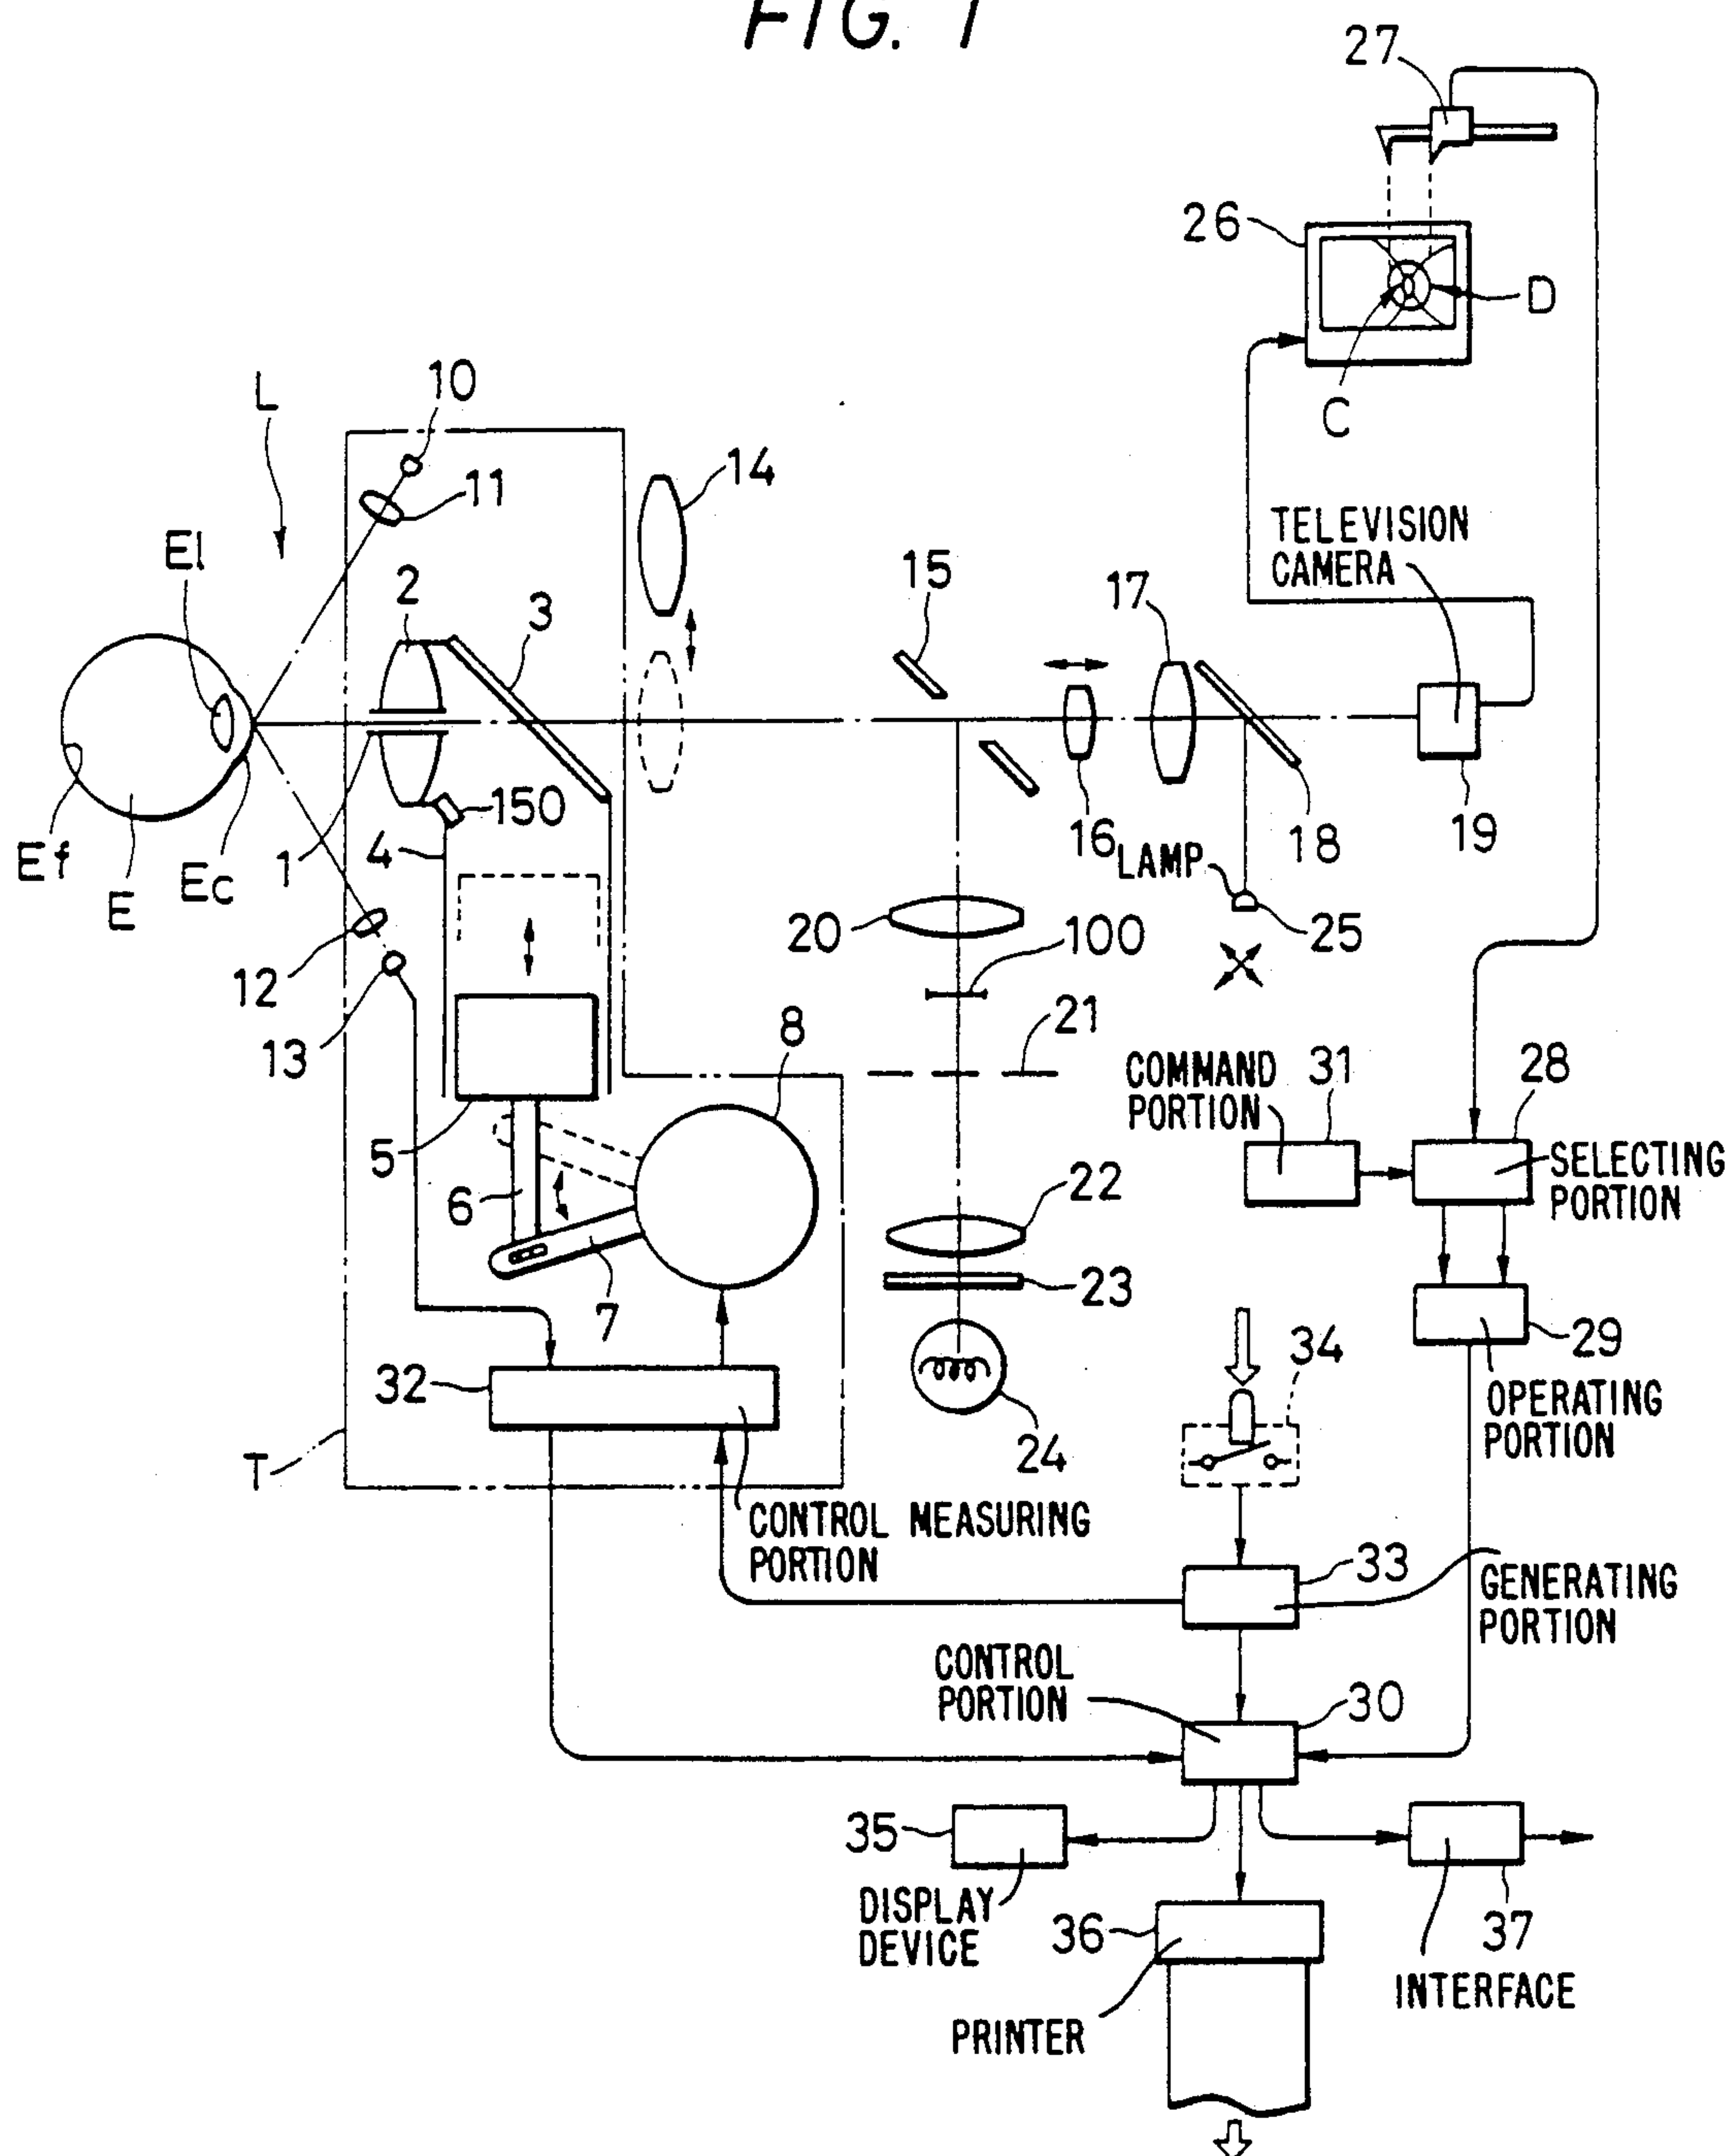 FIG. 1
27
26
D
C
L
10
11
14
TELEVISION
CAMERA
El
2
3
15
17
150
Ef
E
Ec
1
4
16
18
19
LAMP
25
20
100
12
13
8
21
COMMAND
PORTION
31
28
SELECTING
PORTION
5
6
7
22
23
29
OPERATING
PORTION
32
24
34
T
CONTROL MEASURING
PORTION
33
GENERATING
PORTION
CONTROL
PORTION
30
35
DISPLAY
DEVICE
36
37
INTERFACE
PRINTER